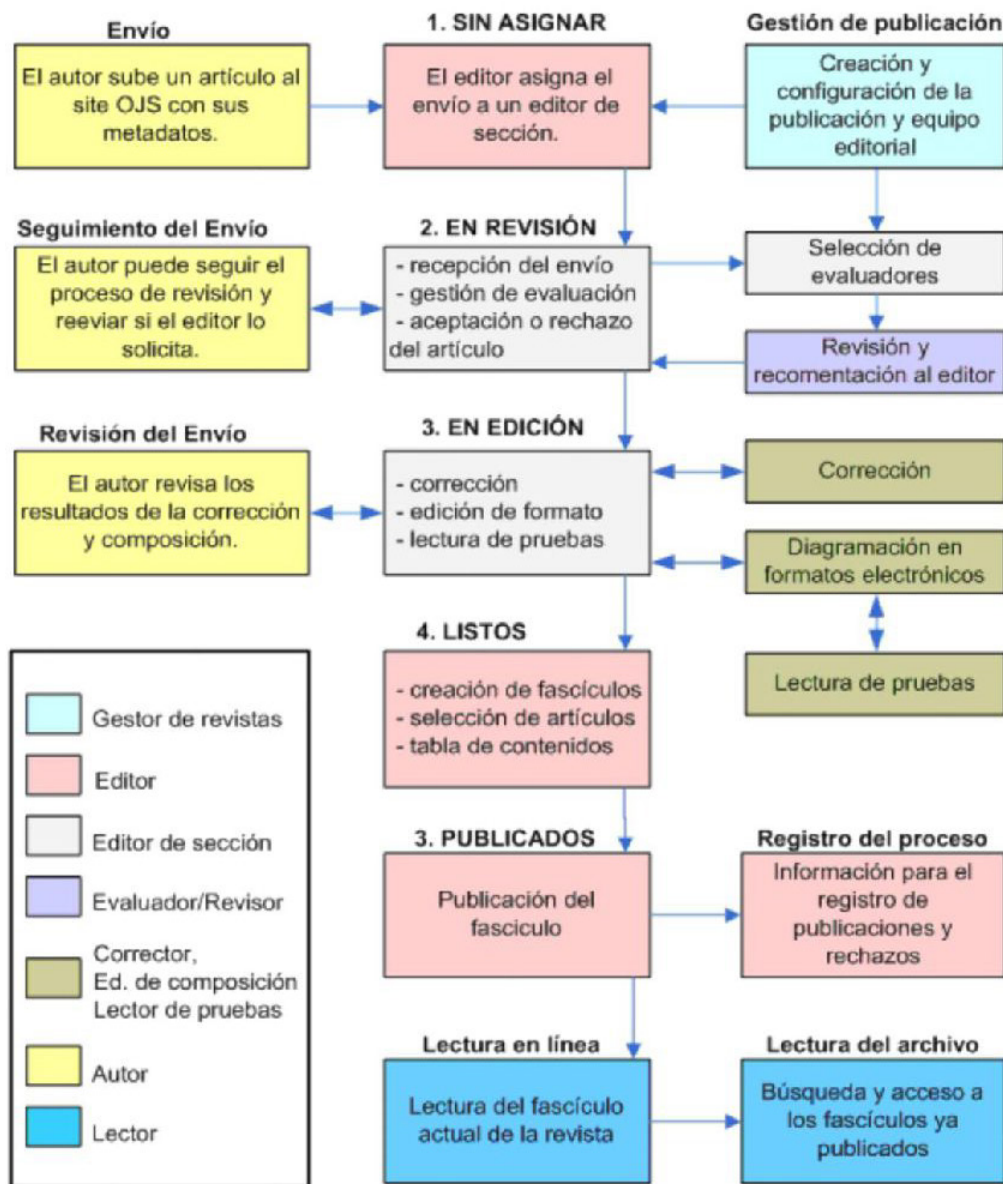 Envío
El autor sube un artículo al
site OJS con sus
metadatos.
1. SIN ASIGNAR
El editor asigna el
envío a un editor de
sección.
Gestión de publicación
Creación y
configuración de la
publicación y equipo
editorial
Seguimiento del Envío
El autor puede seguir el
proceso de revisión y
reeviar si el editor lo
solicita.
2. EN REVISIÓN
- recepción del envío
- gestión de evaluación
- aceptación o rechazo
del artículo
Selección de
evaluadores
Revisión y
recomentación al editor
Revisión del Envío
El autor revisa los
resultados de la corrección
y composición.
3. EN EDICIÓN
- corrección
- edición de formato
- lectura de pruebas
Corrección
Diagramación en
formatos electrónicos
Lectura de pruebas
4. LISTOS
- creación de fascículos
- selección de artículos
- tabla de contenidos
3. PUBLICADOS
Publicación del
fasciculo
Registro del proceso
Información para el
registro de
publicaciones y
rechazos
Lectura en línea
Lectura del fascículo
actual de la revista
Lectura del archivo
Búsqueda y acceso a
los fascículos ya
publicados
Gestor de revistas
Editor
Editor de sección
Evaluador/Revisor
Corrector,
Ed. de composición
Lector de pruebas
Autor
Lector